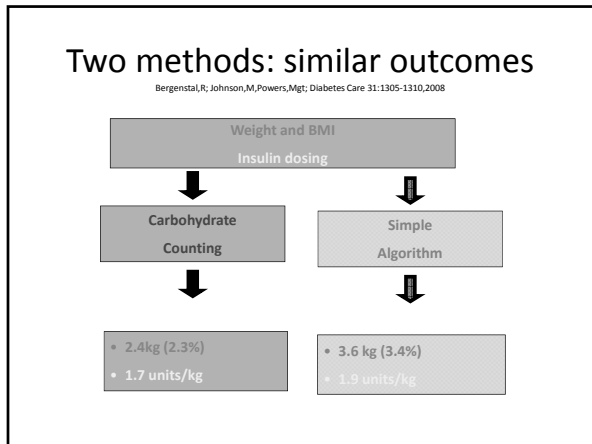 Two methods: similar outcomes
Bergenstal,R; Johnson,M,Powers,Mgt; Diabetes Care 31:1305-1310,2008
Weight and BMI
Insulin dosing
Carbohydrate
Counting
Simple
Algorithm
• 2.4kg (2.3%)
• 1.7 units/kg
• 3.6 kg (3.4%)
• 1.9 units/kg